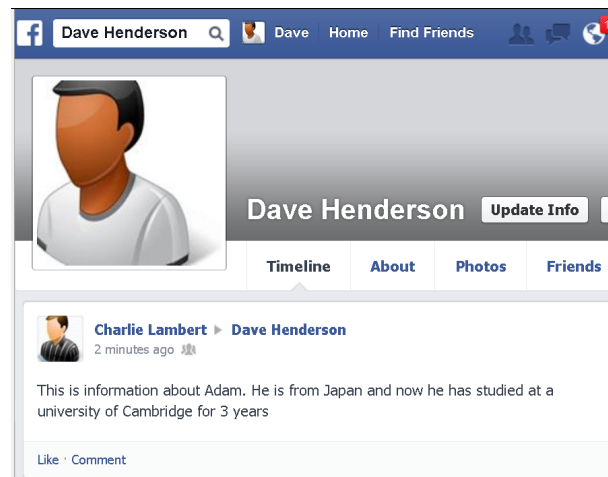 f Dave Henderson Dave Home Find Friends
Dave Henderson Update Info
Timeline About Photos Friends
Charlie Lambert Dave Henderson
2 minutes ago
This is information about Adam. He is from Japan and now he has studied at a
university of Cambridge for 3 years
Like · Comment